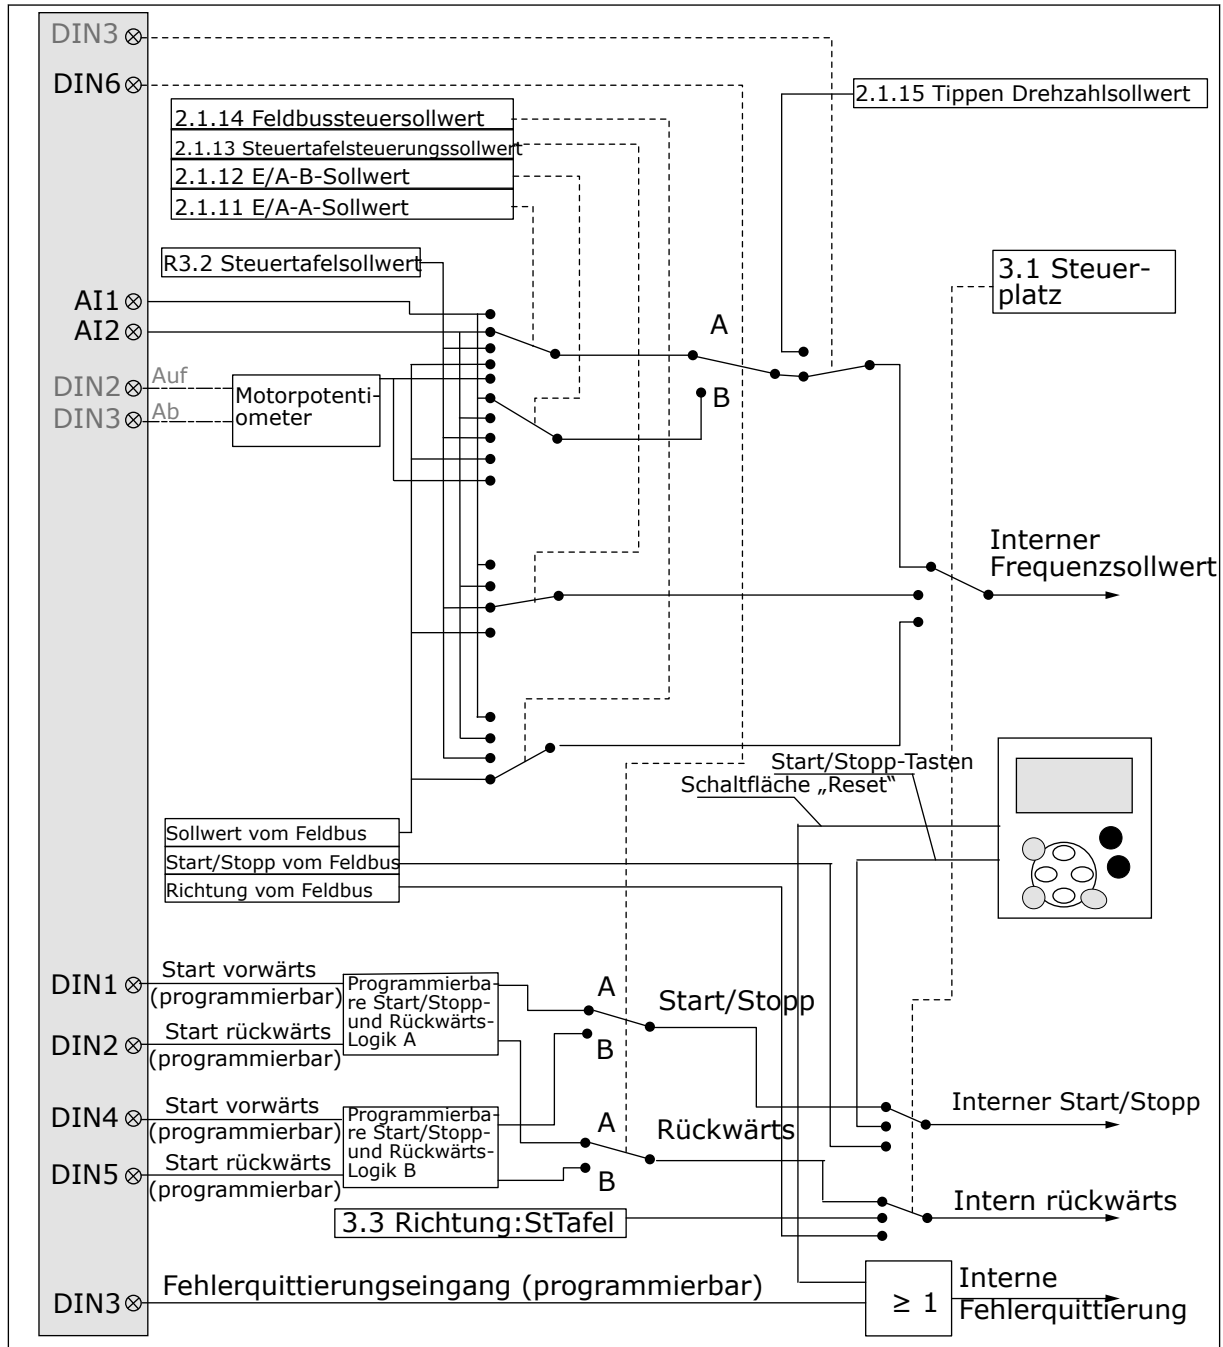 DIN3
DIN6
2.1.15 Tippen Drehzahlsollwert
2.1.14 Feldbussteuersollwert
2.1.13 Steuertafelsteuerungssollwert
2.1.12 E/A-B-Sollwert
2.1.11 E/A-A-Sollwert
R3.2 Steuertafelsollwert
3.1 Steuer-
platz
AI1
AI2
A
B
DIN2
Auf
DIN3
Ab
Motorpotenti-
ometer
Interner
Frequenzsollwert
Start/Stopp-Tasten
Schaltfläche „Reset“
Sollwert vom Feldbus
Start/Stopp vom Feldbus
Richtung vom Feldbus
DIN1
Start vorwärts
(programmierbar)
DIN2
Start rückwärts
(programmierbar)
Programmierba-
re Start/Stopp-
und Rückwärts-
Logik A
A
B
Start/Stopp
DIN4
Start vorwärts
(programmierbar)
DIN5
Start rückwärts
(programmierbar)
Programmierba-
re Start/Stopp-
und Rückwärts-
Logik B
A
B
Rückwärts
Interner Start/Stopp
3.3 Richtung:StTafel
Intern rückwärts
DIN3
Fehlerquittierungseingang (programmierbar)
≥ 1
Interne
Fehlerquittierung